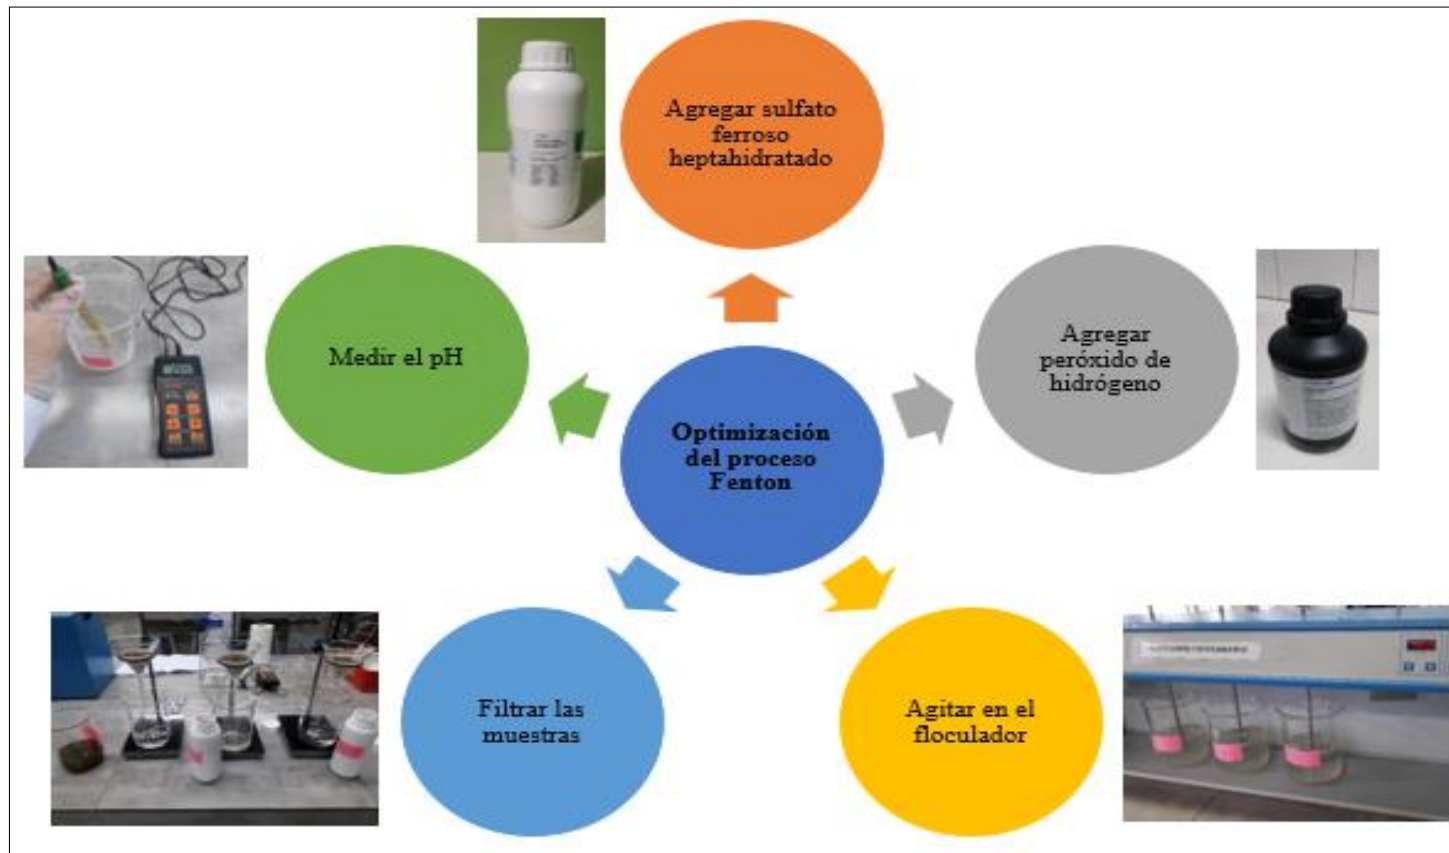 Agregar sulfato
ferroso
heptahidratado
Medir el pH
Agregar
peróxido de
hidrógeno
Optimización
del proceso
Fenton
Filtrar las
muestras
Agitar en el
floculador